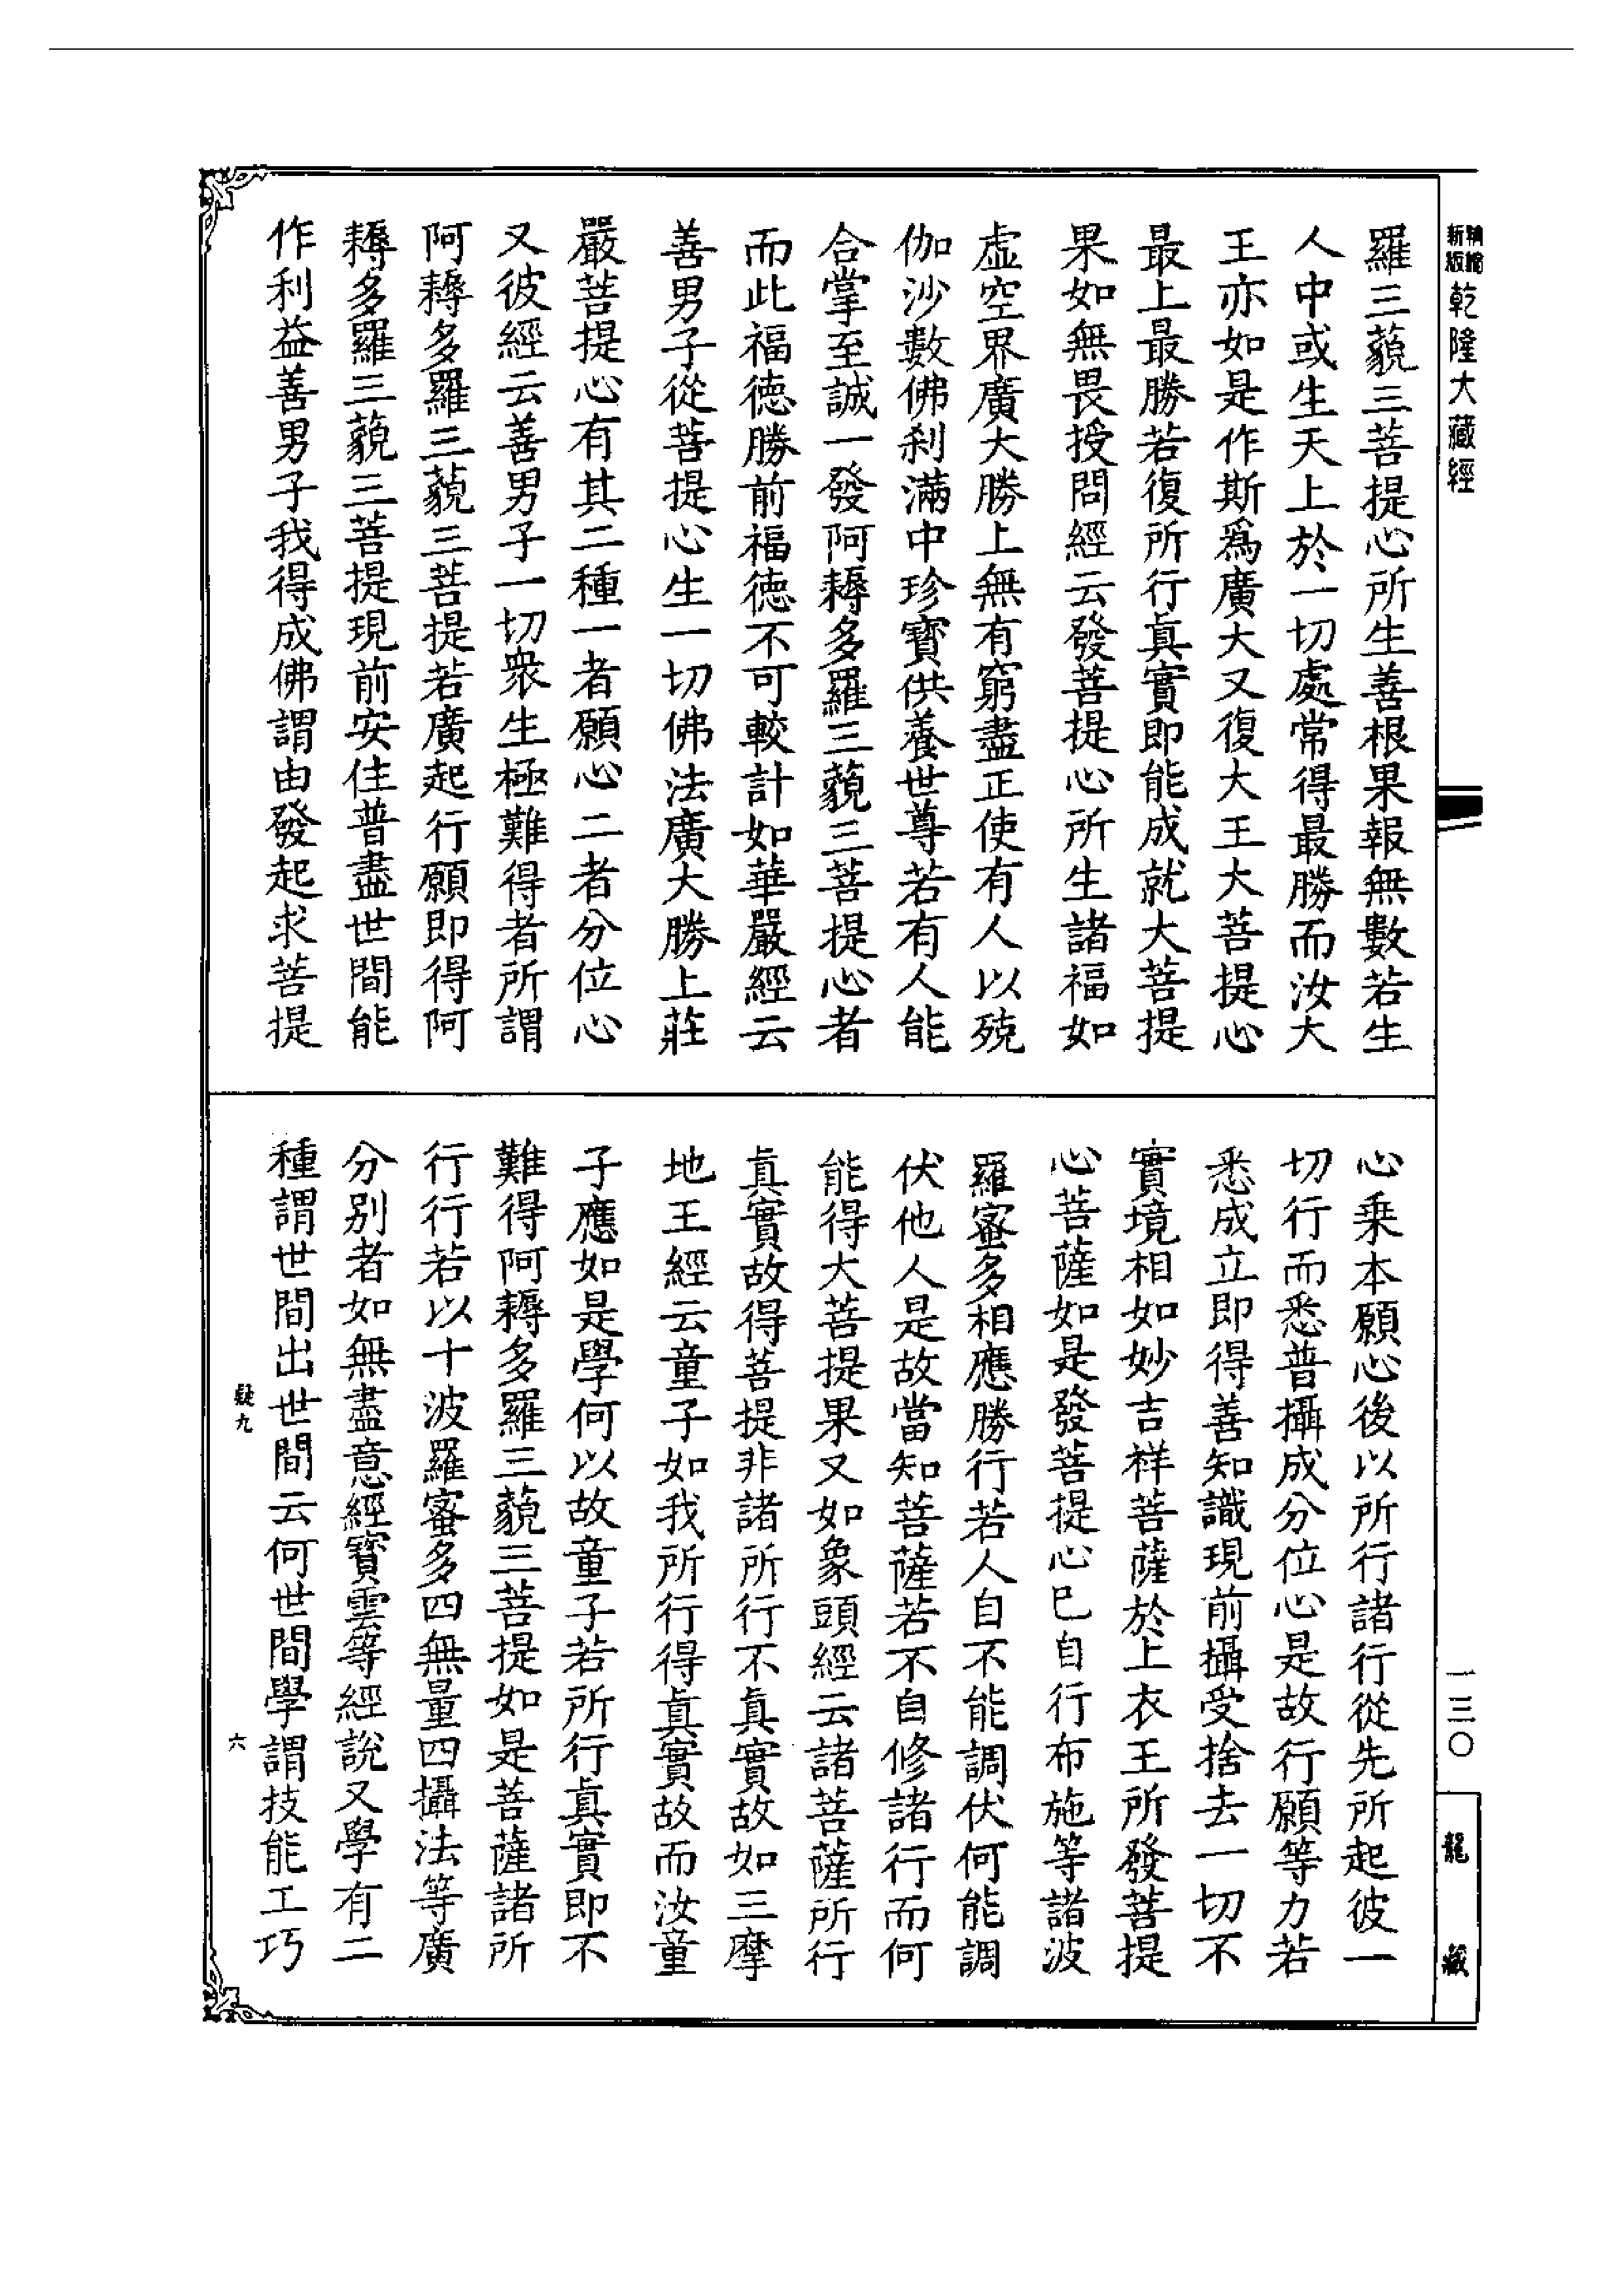 新版精縮乾隆大藏經
羅三藐三菩提心所生善根果報無數若生
人中或生天上於一切處常得最勝而汝大
王亦如是作斯爲廣大又復大王大菩提心
最上最勝若復所行眞實即能成就大菩提
果如無畏授問經云發菩提心所生諸福如
虛空界廣大勝上無有窮盡正使有人以殑
伽沙數佛刹滿中珍寶供養世尊若有人能
合掌至誠一發阿耨多羅三藐三菩提心者
而此福德勝前福德不可較計如華嚴經云
善男子從菩提心生一切佛法廣大勝上莊
嚴菩提心有其二種一者願心二者分位心
又彼經云善男子一切衆生極難得者所謂
阿耨多羅三藐三菩提若廣起行願即得阿
耨多羅三藐三菩提現前安住普盡世間能
作利益善男子我得成佛謂由發起求菩提
心乘本願心後以所行諸行從先所起彼一
切行而悉普攝成分位心是故行願等力若
悉成立即得善知識現前攝受捨去一切不
實境相如妙吉祥菩薩於上衣王所發菩提
心菩薩如是發菩提心巳自行布施等諸波
羅蜜多相應勝行若人自不能調伏何能調
伏他人是故當知菩薩若不自修諸行而何
能得大菩提果又如象頭經云諸菩薩所行
眞實故得菩提非諸所行不眞實故如三摩
地王經云童子如我所行得眞實故而汝童
子應如是學何以故童子若所行眞實即不
難得阿耨多羅三藐三菩提如是菩薩諸所
行行若以十波羅蜜多四無量四攝法等廣
分別者如無盡意經寶雲等經說又學有二
種謂世間出世間云何世間學謂技能工巧
一三〇
龍藏
疑九
六